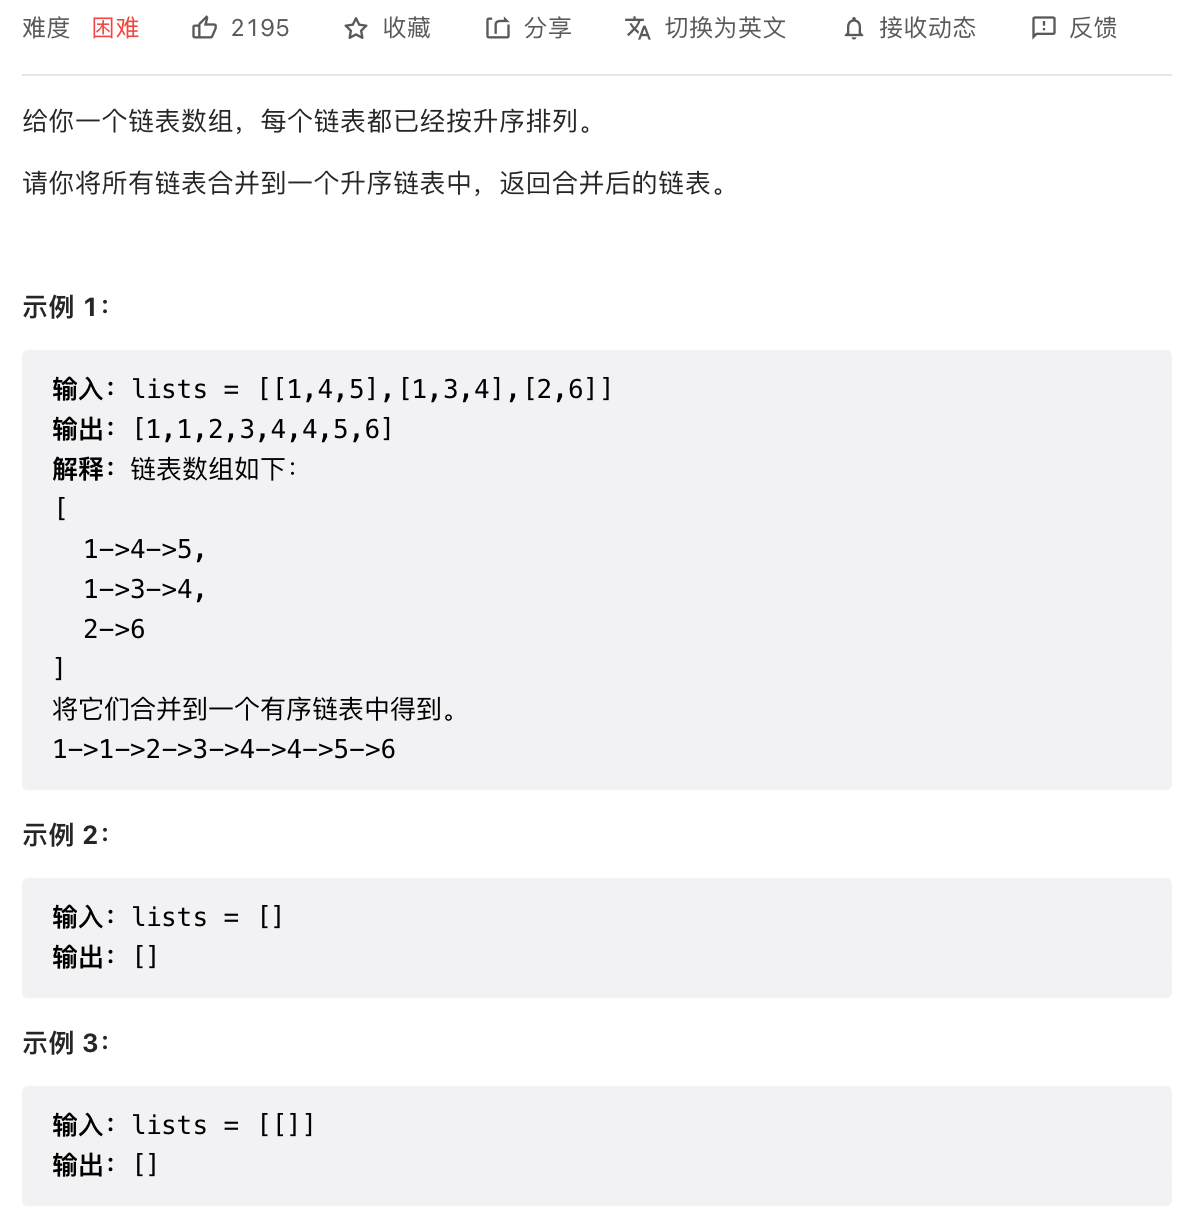 难度 困难 2195 收藏 分享 切换为英文 接收动态 反馈
给你一个链表数组，每个链表都已经按升序排列。
请你将所有链表合并到一个升序链表中，返回合并后的链表。
示例 1：
输入：lists = [[1,4,5],[1,3,4],[2,6]]
输出：[1,1,2,3,4,4,5,6]
解释：链表数组如下：
[
  1->4->5,
  1->3->4,
  2->6
]
将它们合并到一个有序链表中得到。
1->1->2->3->4->4->5->6
示例 2：
输入：lists = []
输出：[]
示例 3：
输入：lists = [[]]
输出：[]